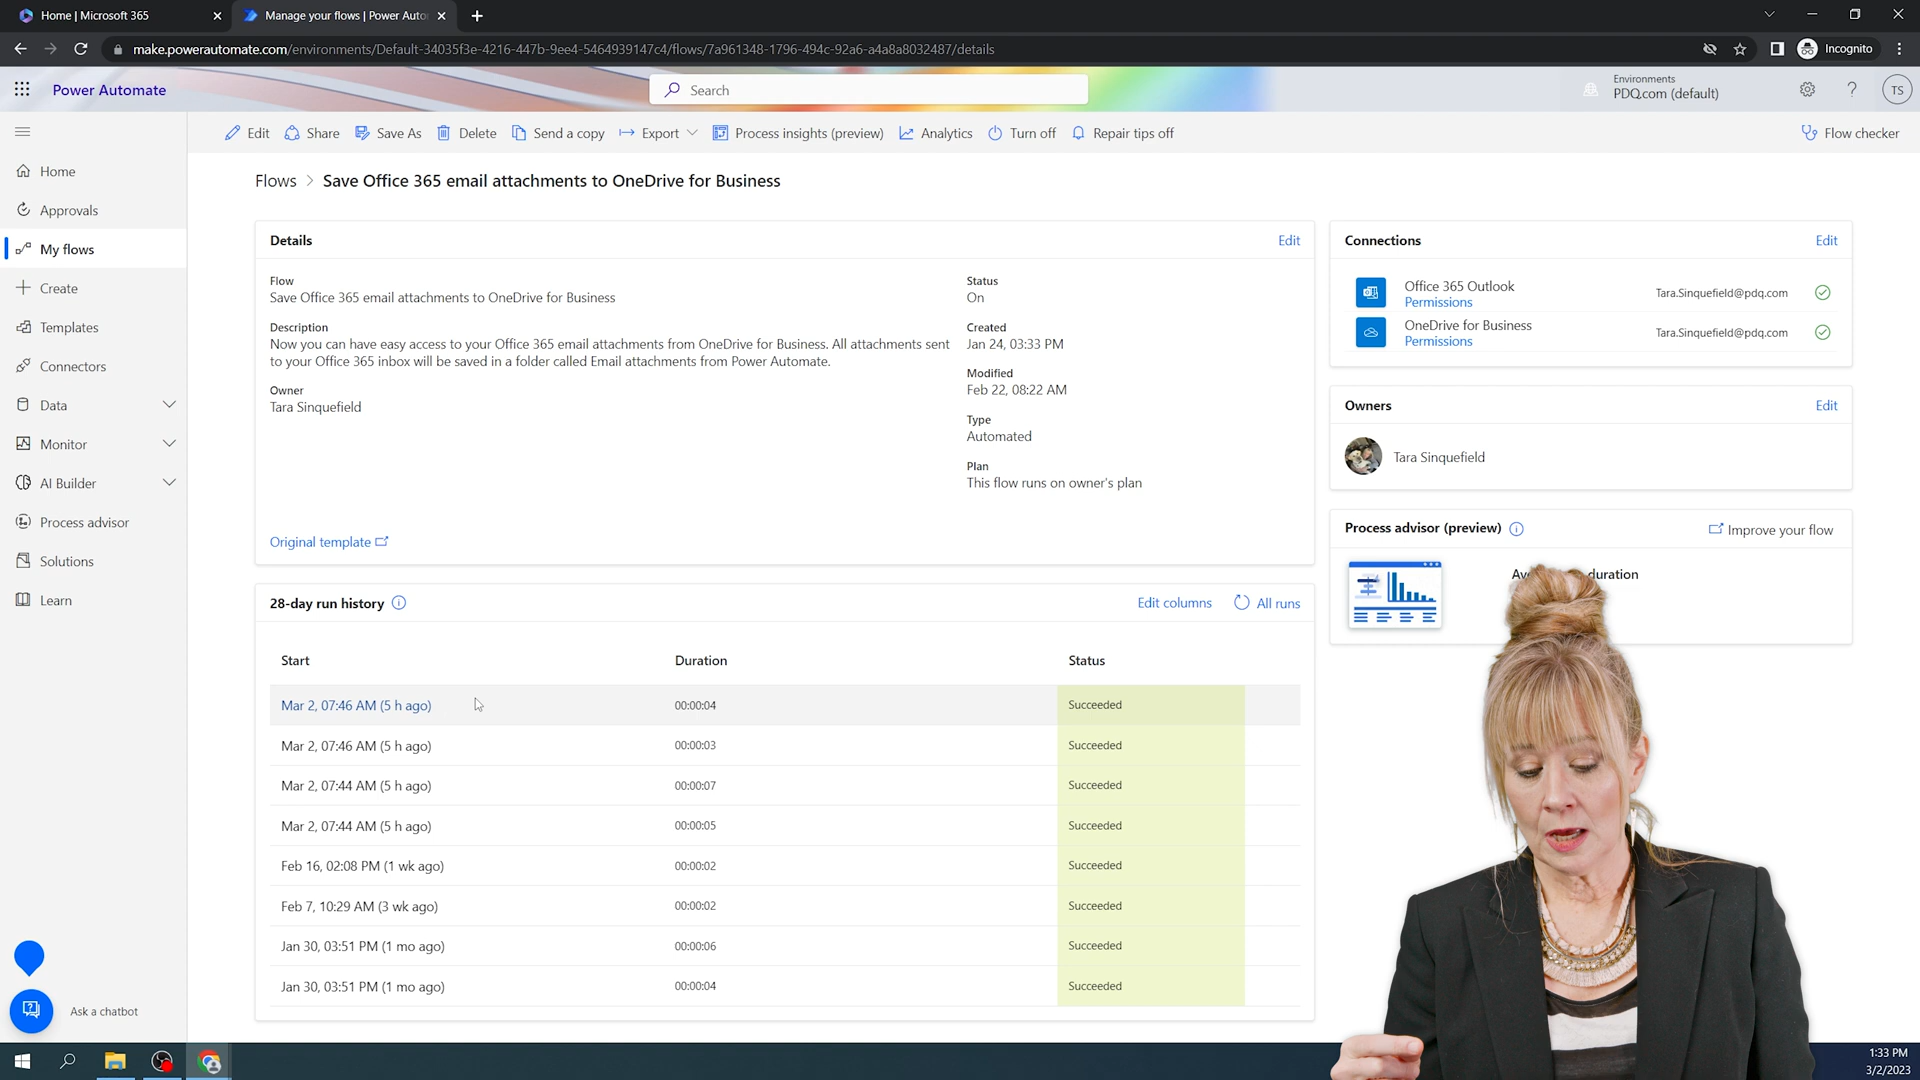 Home | Microsoft 365
Manage your flows | Power Auto
make.powerautomate.com/environments/Default-34035f3e-4216-447b-9ee4-5464939147c4/flows/7a961348-1796-494c-92a6-a4a8a8032487/details
Incognito
Power Automate
Search
Environments
PDQ.com (default)
TS
Edit
Share
Save As
Delete
Send a copy
Export
Process insights (preview)
Analytics
Turn off
Repair tips off
Flow checker
Home
Approvals
My flows
Create
Templates
Connectors
Data
Monitor
AI Builder
Process advisor
Solutions
Learn
Ask a chatbot
Flows > Save Office 365 email attachments to OneDrive for Business
Details
Edit
Flow
Save Office 365 email attachments to OneDrive for Business
Description
Now you can have easy access to your Office 365 email attachments from OneDrive for Business. All attachments sent
to your Office 365 inbox will be saved in a folder called Email attachments from Power Automate.
Owner
Tara Sinquefield
Status
On
Created
Jan 24, 03:33 PM
Modified
Feb 22, 08:22 AM
Type
Automated
Plan
This flow runs on owner's plan
Original template
28-day run history
Edit columns
All runs
Start Duration Status
Mar 2, 07:46 AM (5 h ago) 00:00:04 Succeeded
Mar 2, 07:46 AM (5 h ago) 00:00:03 Succeeded
Mar 2, 07:44 AM (5 h ago) 00:00:07 Succeeded
Mar 2, 07:44 AM (5 h ago) 00:00:05 Succeeded
Feb 16, 02:08 PM (1 wk ago) 00:00:02 Succeeded
Feb 7, 10:29 AM (3 wk ago) 00:00:02 Succeeded
Jan 30, 03:51 PM (1 mo ago) 00:00:06 Succeeded
Jan 30, 03:51 PM (1 mo ago) 00:00:04 Succeeded
Connections
Edit
Office 365 Outlook
Permissions
Tara.Sinquefield@pdq.com
OneDrive for Business
Permissions
Tara.Sinquefield@pdq.com
Owners
Edit
Tara Sinquefield
Process advisor (preview)
Improve your flow
1:33 PM
3/2/2023